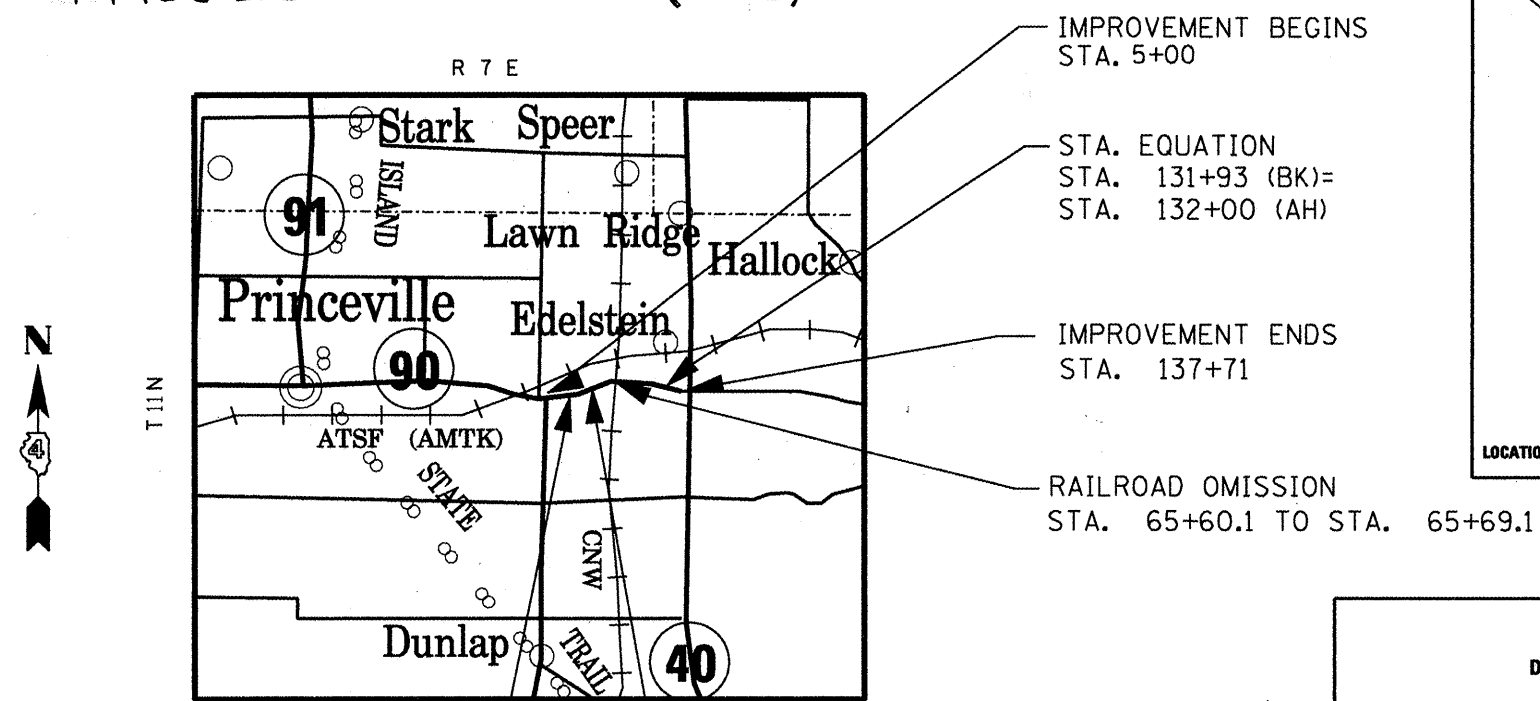 R 7 E
IMPROVEMENT BEGINS
STA. 5+00
Stark Speer
STA. EQUATION
STA. 131+93 (BK)=
STA. 132+00 (AH)
ISLAND
91
Lawn Ridge
Hallock
Princeville
Edelstein
N
IMPROVEMENT ENDS
STA. 137+71
90
T 11 N
ATSF (AMTK)
4
LOCATIO
STATE
RAILROAD OMISSION
STA. 65+60.1 TO STA. 65+69.1
CNW
Dunlap
TRAIL
40
D